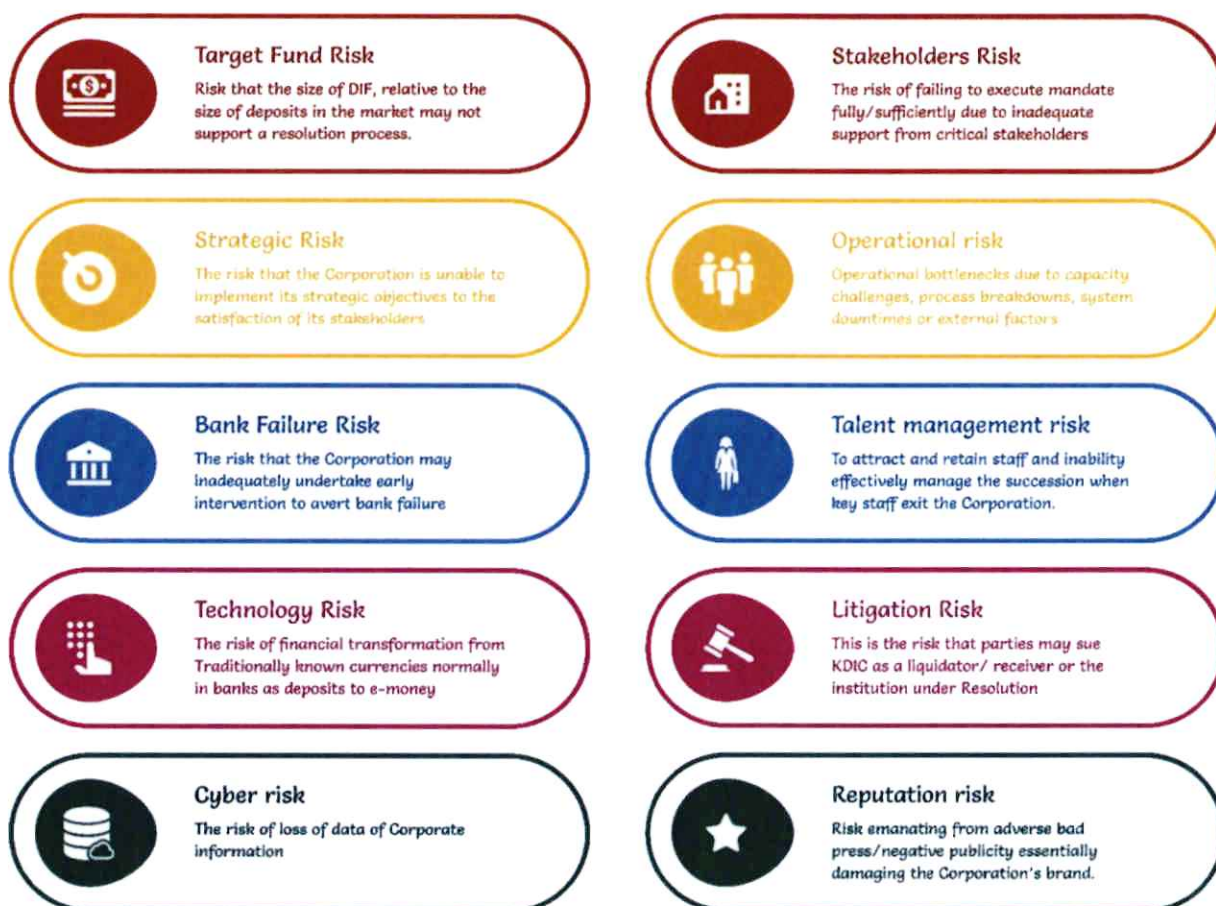 Target Fund Risk
Risk that the size of DIF, relative to the
size of deposits in the market may not
support a resolution process.
Stakeholders Risk
The risk of failing to execute mandate
fully/sufficiently due to inadequate
support from critical stakeholders
Strategic Risk
The risk that the Corporation is unable to
implement its strategic objectives to the
satisfaction of its stakeholders
Operational risk
Operational bottlenecks due to capacity
challenges, process breakdowns, system
downtimes or external factors
Bank Failure Risk
The risk that the Corporation may
inadequately undertake early
intervention to avert bank failure
Talent management risk
To attract and retain staff and inability
effectively manage the succession when
key staff exit the Corporation.
Technology Risk
The risk of financial transformation from
Traditionally known currencies normally
in banks as deposits to e-money
Litigation Risk
This is the risk that parties may sue
KDIC as a liquidator/ receiver or the
institution under Resolution
Cyber risk
The risk of loss of data of Corporate
information
Reputation risk
Risk emanating from adverse bad
press/negative publicity essentially
damaging the Corporation's brand.